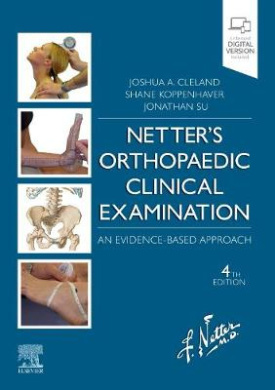 JOSHUA A. CLELAND
SHANE KOPPENHAVER
JONATHAN SU
DIGITAL
VERSION
NETTER'S
ORTHOPAEDIC
CLINICAL
EXAMINATION
AN EVIDENCE-BASED APPROACH
4TH
EDITION
F. Netter M.D.
ELSEVIER